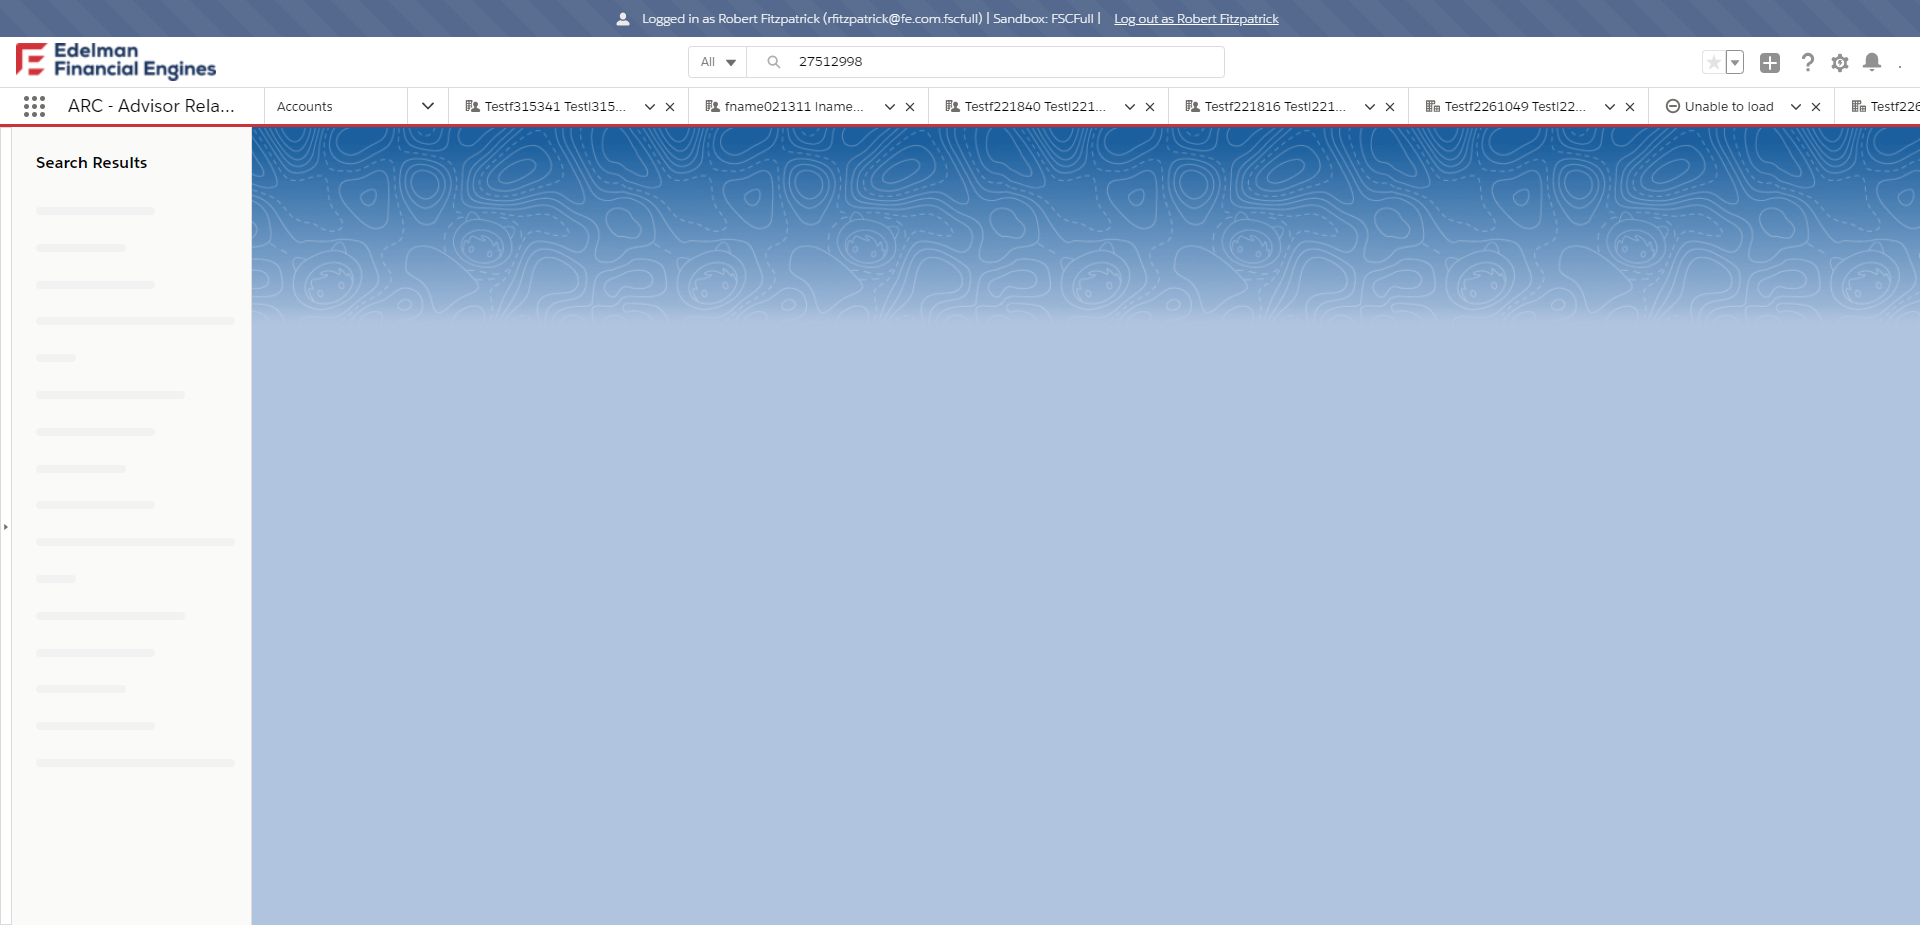 Logged in as Robert Fitzpatrick (rfitzpatrick@fe.com.fscfull) | Sandbox: FSCFull | Log out as Robert Fitzpatrick
Edelman
Financial Engines
All
27512998
ARC - Advisor Rela...
Accounts
Testf315341 Testl315...
fname021311 lname...
Testf221840 Testl221...
Testf221816 Testl221...
Testf2261049 Testl22...
Unable to load
Testf226
Search Results